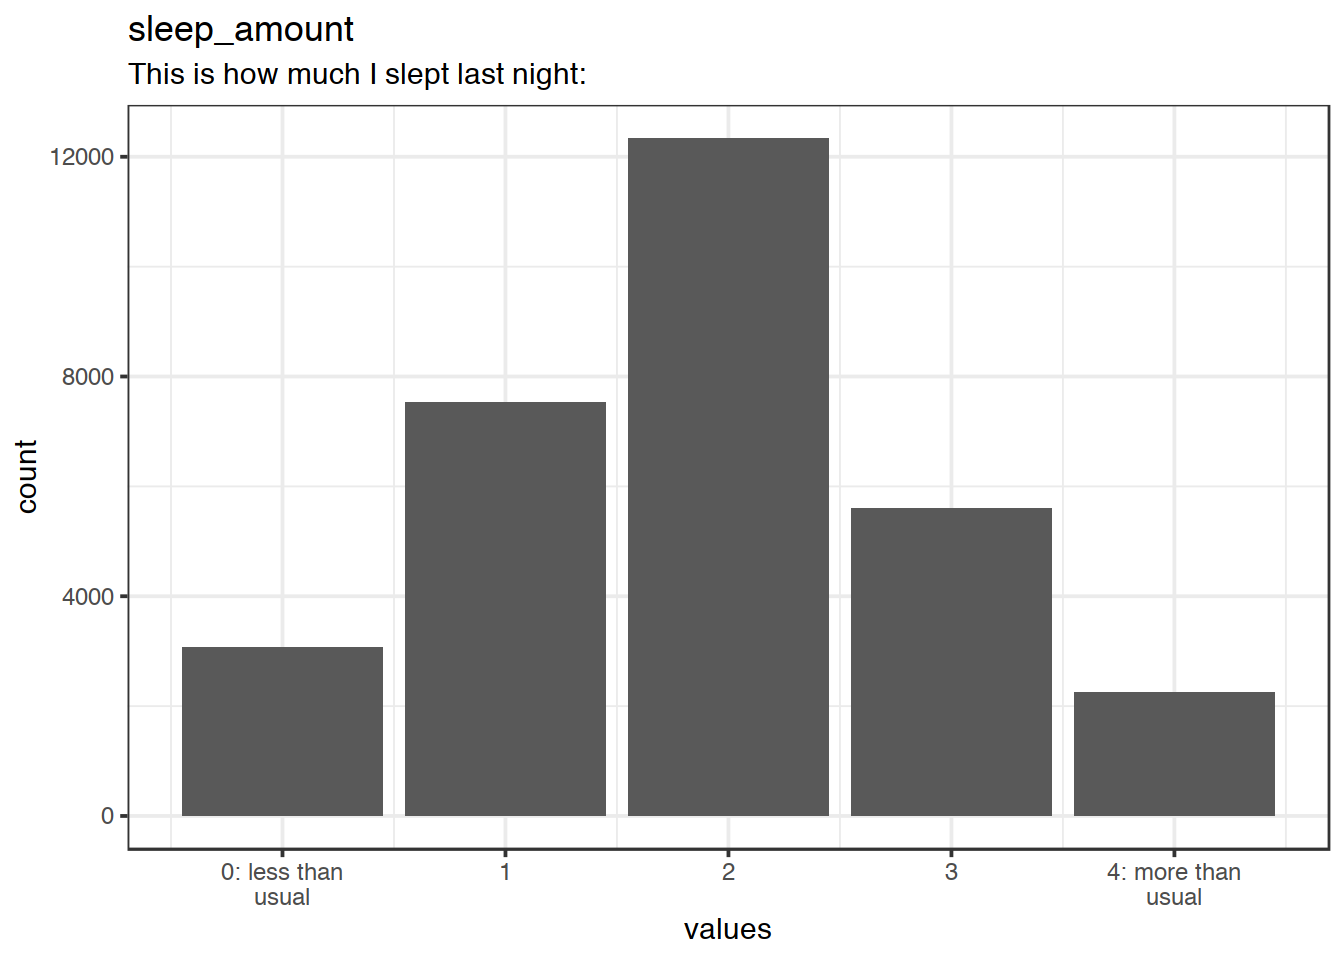 sleep_amount
This is how much I slept last night:
12000
8000
4000
0
count
0: less than
usual
1
2
3
4: more than
usual
values